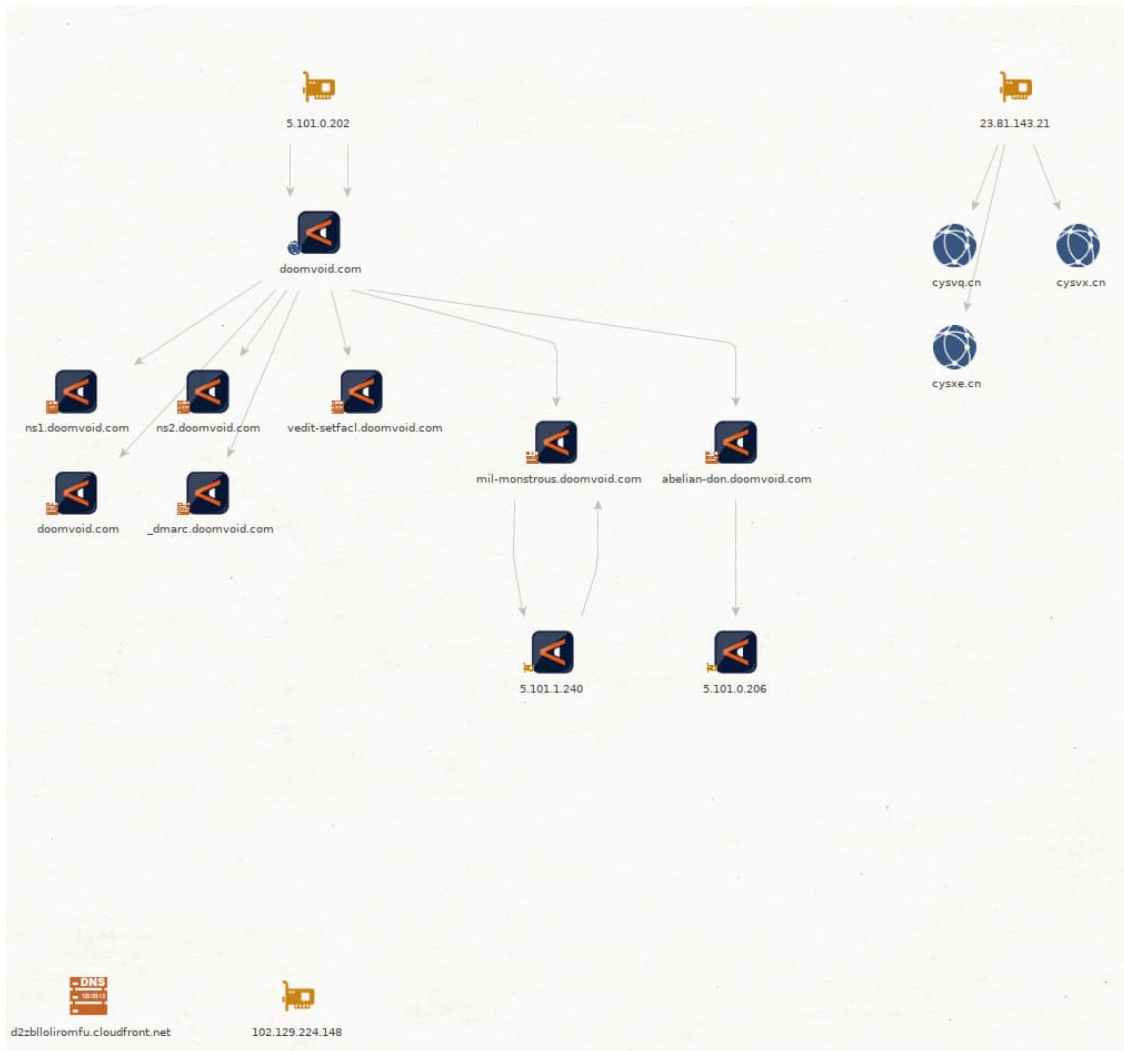 5.101.0.202
23.81.143.21
doomvoid.com
cysvq.cn
cysvx.cn
cysxe.cn
ns1.doomvoid.com
ns2.doomvoid.com
vedit-setfacl.doomvoid.com
mil-monstrous.doomvoid.com
abelian-don.doomvoid.com
doomvoid.com
_dmarc.doomvoid.com
5.101.1.240
5.101.0.206
DNS
d2zblloliromfu.cloudfront.net
102.129.224.148